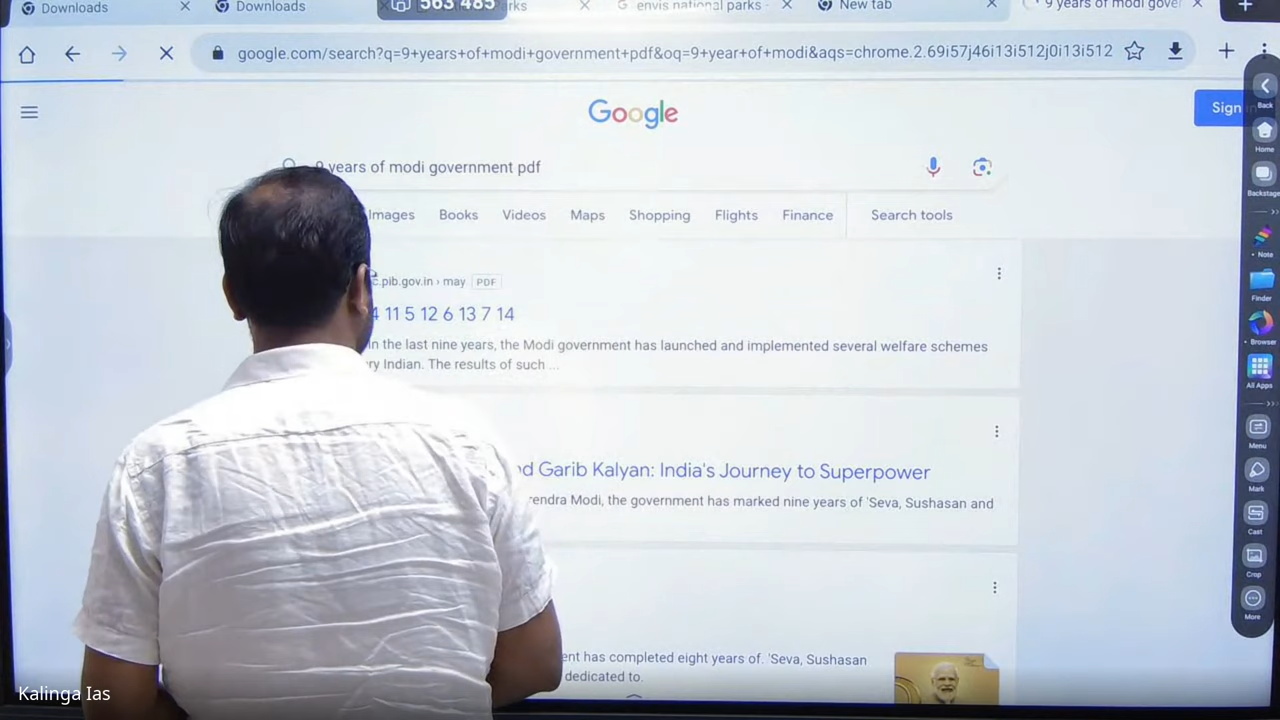 Downloads
Downloads
563 485
rks
envis national parks -
New tab
9 years of modi gover
google.com/search?q=9+years+of+modi+government+pdf&oq=9+year+of+modi&aqs=chrome.2.69i57j46i13i512j0i13i512
Google
Sign in
9 years of modi government pdf
Images
Books
Videos
Maps
Shopping
Flights
Finance
Search tools
c.pib.gov.in › may PDF
4 11 5 12 6 13 7 14
in the last nine years, the Modi government has launched and implemented several welfare schemes
ry Indian. The results of such ...
nd Garib Kalyan: India's Journey to Superpower
rendra Modi, the government has marked nine years of 'Seva, Sushasan and
ent has completed eight years of. 'Seva, Sushasan
dedicated to.
Back
Home
Backstage
Note
Finder
Browser
All Apps
Menu
Mark
Cast
Crop
More
Kalinga Ias